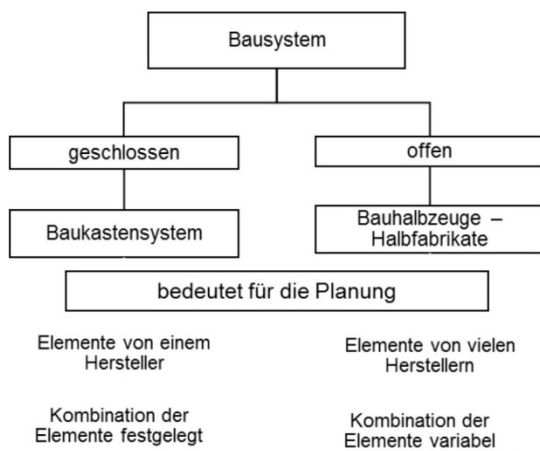 Bausystem
geschlossen
offen
Baukastensystem
Bauhalbzeuge –
Halbfabrikate
bedeutet für die Planung
Elemente von einem
Hersteller
Elemente von vielen
Herstellern
Kombination der
Elemente festgelegt
Kombination der
Elemente variabel